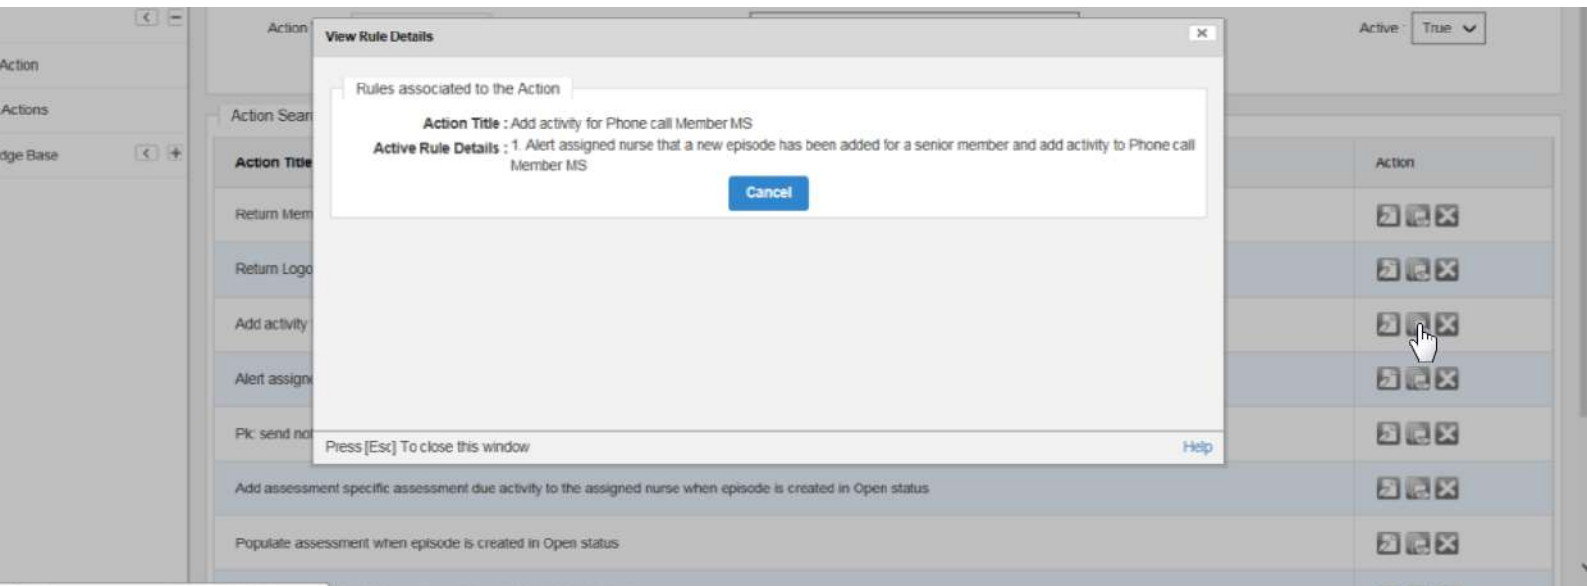 Action
View Rule Details
Active : True
Action
Actions
dge Base
Rules associated to the Action
Action Title : Add activity for Phone call Member MS
Active Rule Details : 1. Alert assigned nurse that a new episode has been added for a senior member and add activity to Phone call
Member MS
Cancel
Action Sear
Action Title
Action
Return Mem
Return Logo
Add activity
Alert assign
Pk: send not
Press [Esc] To close this window
Help
Add assessment specific assessment due activity to the assigned nurse when episode is created in Open status
Populate assessment when episode is created in Open status